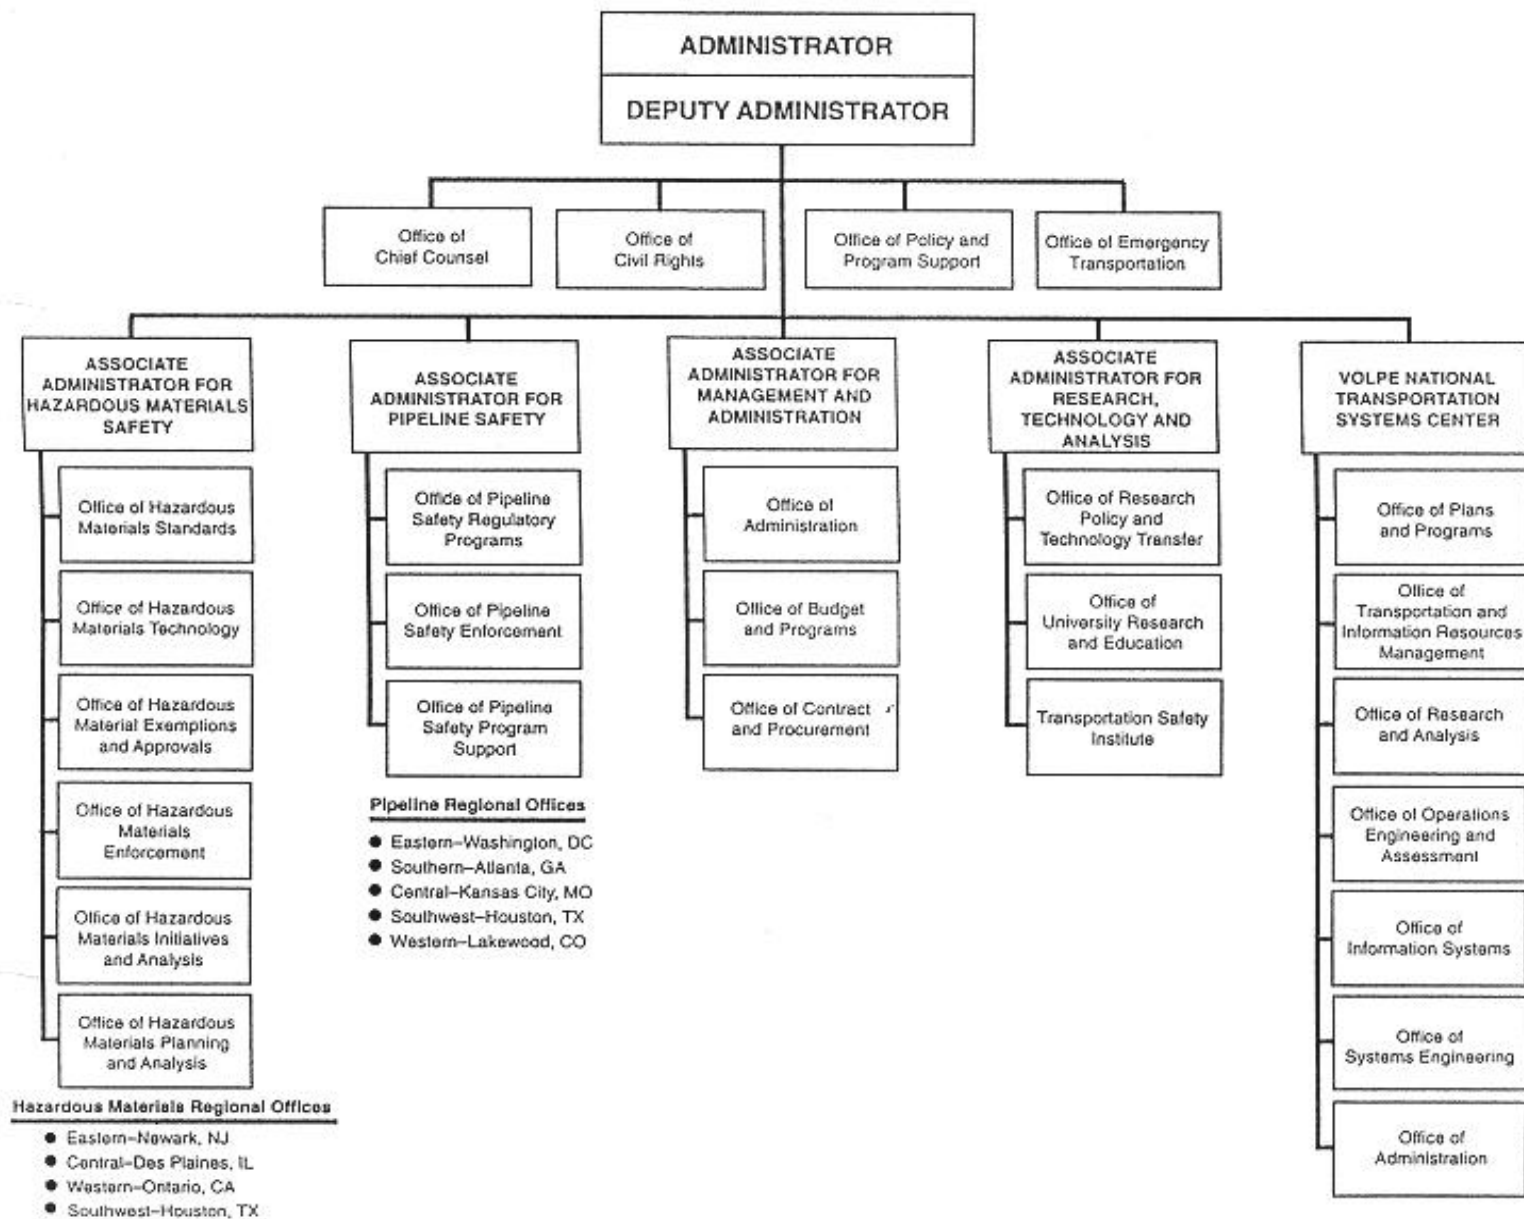 ADMINISTRATOR
DEPUTY ADMINISTRATOR
Office of
Chief Counsel
Office of
Civil Rights
Office of Policy and
Program Support
Office of Emergency
Transportation
ASSOCIATE
ADMINISTRATOR FOR
HAZARDOUS MATERIALS
SAFETY
Office of Hazardous
Materials Standards
Office of Hazardous
Materials Technology
Office of Hazardous
Material Exemptions
and Approvals
Office of Hazardous
Materials
Enforcement
Office of Hazardous
Materials Initiatives
and Analysis
Office of Hazardous
Materials Planning
and Analysis
Hazardous Materials Regional Offices
● Eastern–Newark, NJ
● Central–Des Plaines, IL
● Western–Ontario, CA
● Southwest–Houston, TX
ASSOCIATE
ADMINISTRATOR FOR
PIPELINE SAFETY
Office of Pipeline
Safety Regulatory
Programs
Office of Pipeline
Safety Enforcement
Office of Pipeline
Safety Program
Support
Pipeline Regional Offices
● Eastern–Washington, DC
● Southern–Atlanta, GA
● Central–Kansas City, MO
● Southwest–Houston, TX
● Western–Lakewood, CO
ASSOCIATE
ADMINISTRATOR FOR
MANAGEMENT AND
ADMINISTRATION
Office of
Administration
Office of Budget
and Programs
Office of Contract
and Procurement
ASSOCIATE
ADMINISTRATOR FOR
RESEARCH,
TECHNOLOGY AND
ANALYSIS
Office of Research
Policy and
Technology Transfer
Office of
University Research
and Education
Transportation Safety
Institute
VOLPE NATIONAL
TRANSPORTATION
SYSTEMS CENTER
Office of Plans
and Programs
Office of
Transportation and
Information Resources
Management
Office of Research
and Analysis
Office of Operations
Engineering and
Assessment
Office of
Information Systems
Office of
Systems Engineering
Office of
Administration